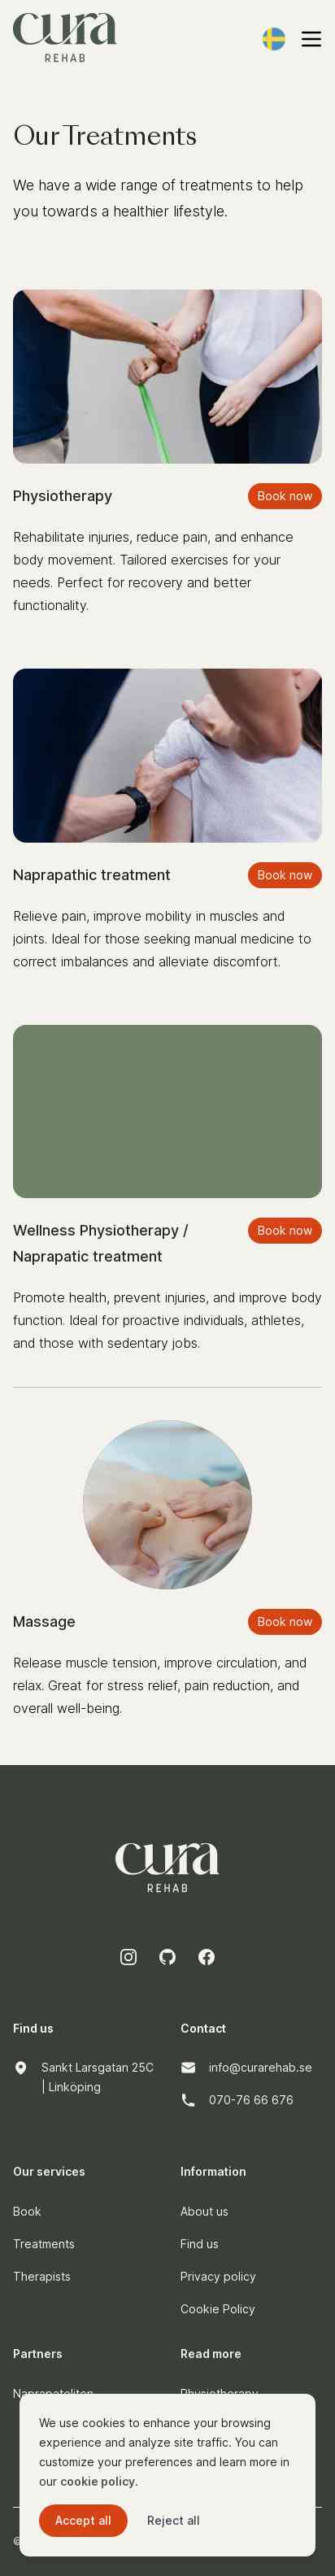 cura
REHAB
Our Treatments
We have a wide range of treatments to help
you towards a healthier lifestyle.
Physiotherapy
Book now
Rehabilitate injuries, reduce pain, and enhance
body movement. Tailored exercises for your
needs. Perfect for recovery and better
functionality.
Naprapathic treatment
Book now
Relieve pain, improve mobility in muscles and
joints. Ideal for those seeking manual medicine to
correct imbalances and alleviate discomfort.
Wellness Physiotherapy /
Naprapatic treatment
Book now
Promote health, prevent injuries, and improve body
function. Ideal for proactive individuals, athletes,
and those with sedentary jobs.
Massage
Book now
Release muscle tension, improve circulation, and
relax. Great for stress relief, pain reduction, and
overall well-being.
cura
REHAB
Find us
Sankt Larsgatan 25C
| Linköping
Contact
info@curarehab.se
070-76 66 676
Our services
Book
Treatments
Therapists
Information
About us
Find us
Privacy policy
Cookie Policy
Partners
Read more
We use cookies to enhance your browsing
experience and analyze site traffic. You can
customize your preferences and learn more in
our cookie policy.
Accept all
Reject all